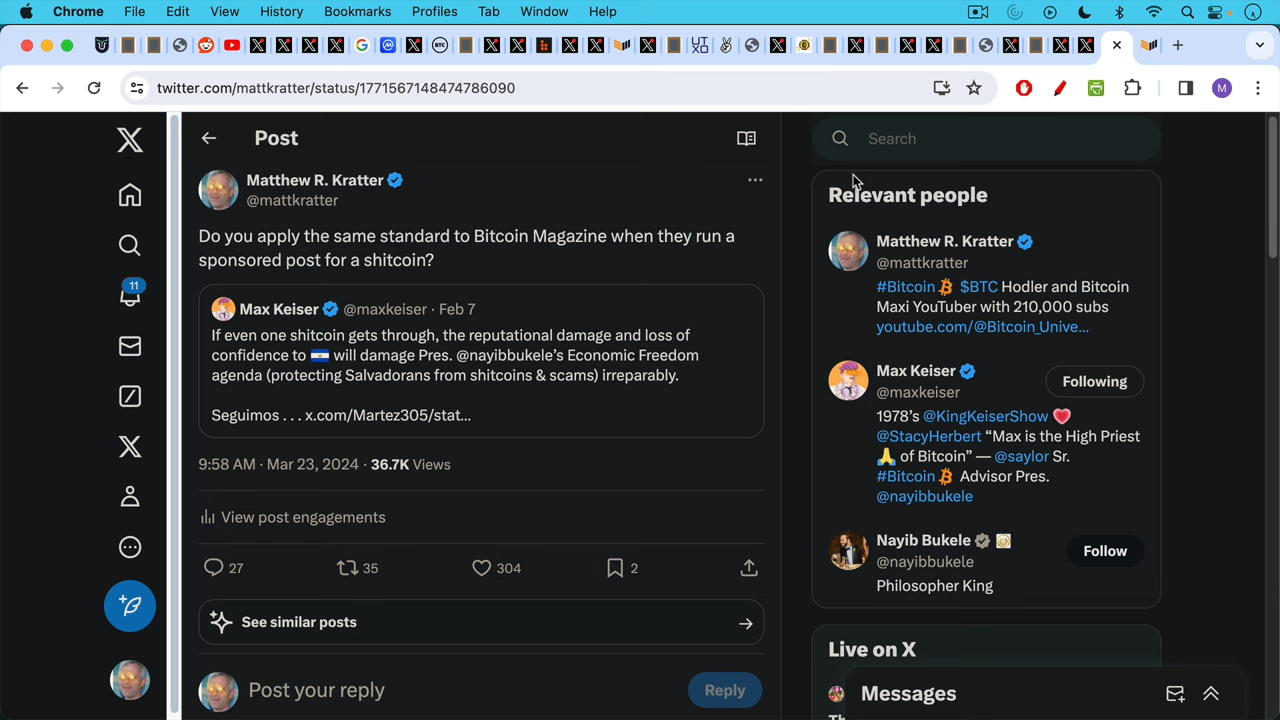 Chrome File Edit View History Bookmarks Profiles Tab Window Help
twitter.com/mattkratter/status/1771567148474786090
M
Post
Search
11
Matthew R. Kratter
@mattkratter
Do you apply the same standard to Bitcoin Magazine when they run a
sponsored post for a shitcoin?
Max Keiser @maxkeiser · Feb 7
If even one shitcoin gets through, the reputational damage and loss of
confidence to 🇸🇻 will damage Pres. @nayibbukele's Economic Freedom
agenda (protecting Salvadorans from shitcoins & scams) irreparably.
Seguimos . . . x.com/Martez305/stat...
9:58 AM · Mar 23, 2024 · 36.7K Views
View post engagements
27 35 304 2
See similar posts
Post your reply
Reply
Relevant people
Matthew R. Kratter
@mattkratter
#Bitcoin $BTC Hodler and Bitcoin
Maxi YouTuber with 210,000 subs
youtube.com/@Bitcoin_Unive...
Max Keiser
@maxkeiser
Following
1978's @KingKeiserShow
@StacyHerbert “Max is the High Priest
🙏 of Bitcoin” — @saylor Sr.
#Bitcoin Advisor Pres.
@nayibbukele
Nayib Bukele
@nayibbukele
Follow
Philosopher King
Live on X
Messages